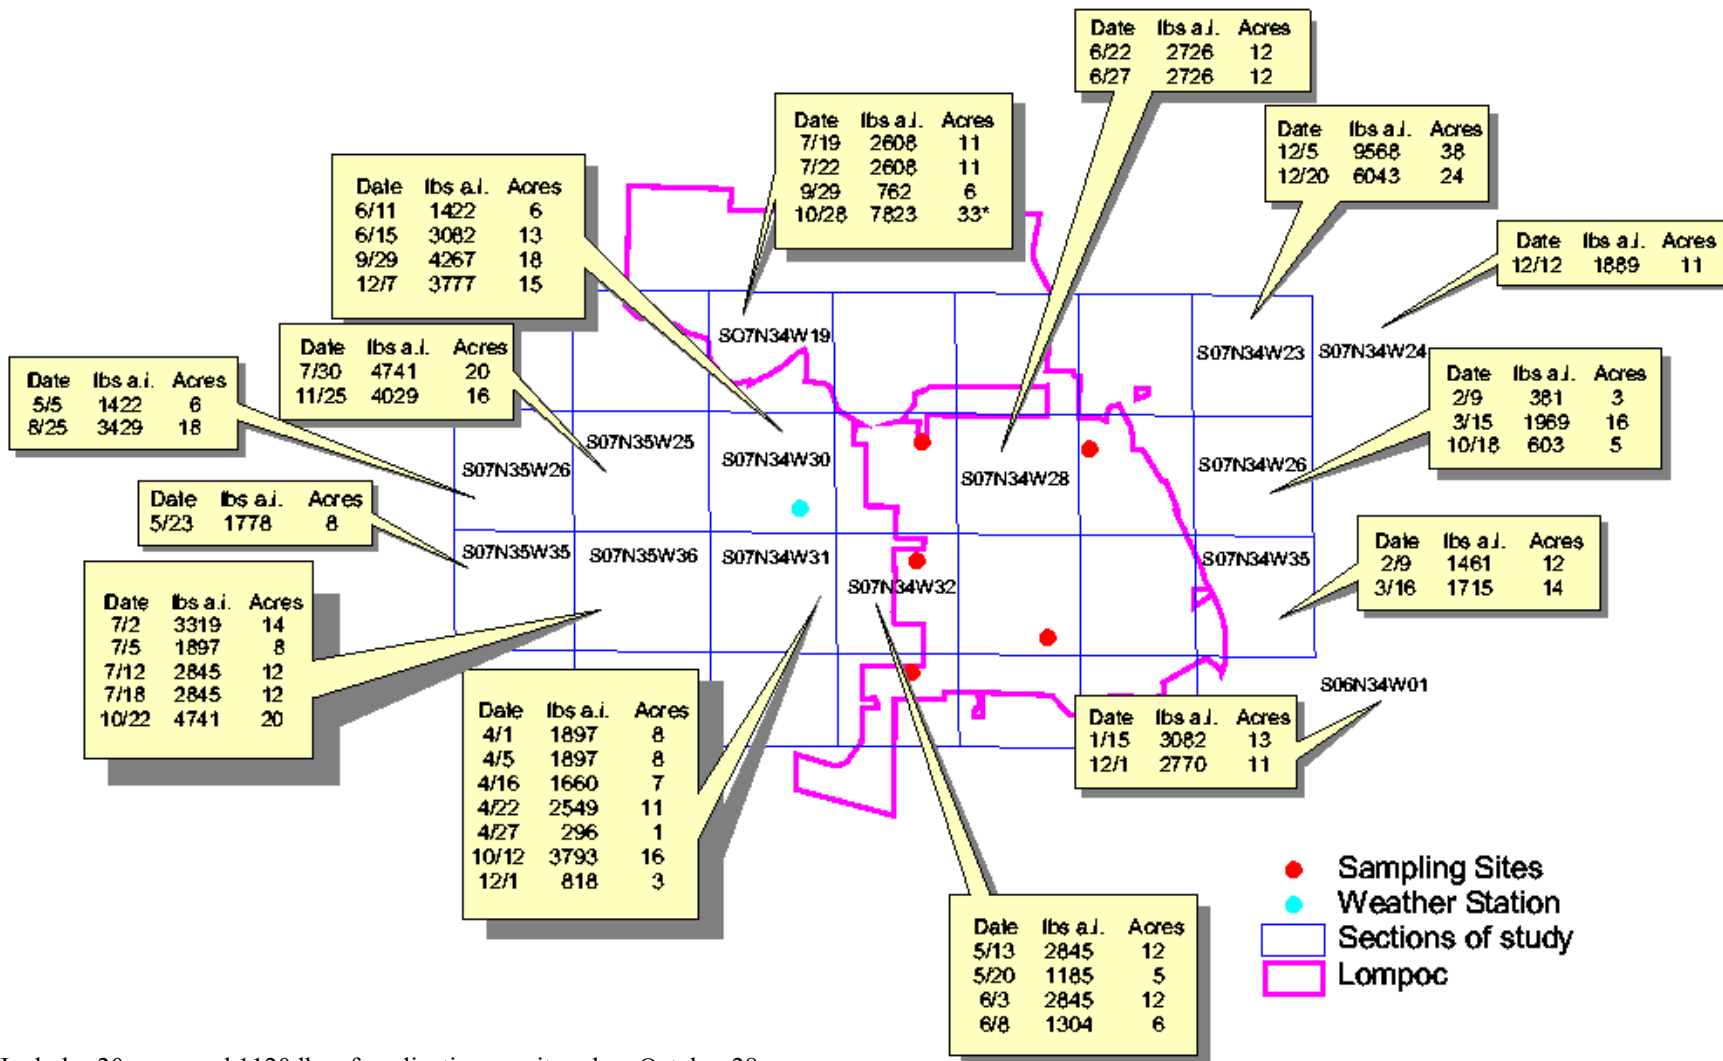 Date lbs a.i. Acres
6/22 2726 12
6/27 2726 12
Date lbs a.i. Acres
7/19 2608 11
7/22 2608 11
9/29 762 6
10/28 7823 33*
Date lbs a.i. Acres
12/5 9568 38
12/20 6043 24
Date lbs a.i. Acres
6/11 1422 6
6/15 3082 13
9/29 4267 18
12/7 3777 15
Date lbs a.i. Acres
12/12 1889 11
Date lbs a.i. Acres
7/30 4741 20
11/25 4029 16
SO7N34W19
S07N34W23
S07N34W24
Date lbs a.i. Acres
5/5 1422 6
8/25 3429 18
Date lbs a.i. Acres
2/9 381 3
3/15 1969 16
10/18 603 5
S07N35W26
S07N35W25
S07N34W30
S07N34W28
S07N34W26
Date lbs a.i. Acres
5/23 1778 8
S07N35W35
S07N35W36
S07N34W31
S07N34W32
S07N34W35
Date lbs a.i. Acres
2/9 1461 12
3/16 1715 14
Date lbs a.i. Acres
7/2 3319 14
7/5 1897 8
7/12 2845 12
7/18 2845 12
10/22 4741 20
Date lbs a.i. Acres
4/1 1897 8
4/5 1897 8
4/16 1660 7
4/22 2549 11
4/27 296 1
10/12 3793 16
12/1 818 3
S06N34W01
Date lbs a.i. Acres
1/15 3082 13
12/1 2770 11
Date lbs a.i. Acres
5/13 2845 12
5/20 1185 5
6/3 2845 12
6/8 1304 6
Sampling Sites
Weather Station
Sections of study
Lompoc